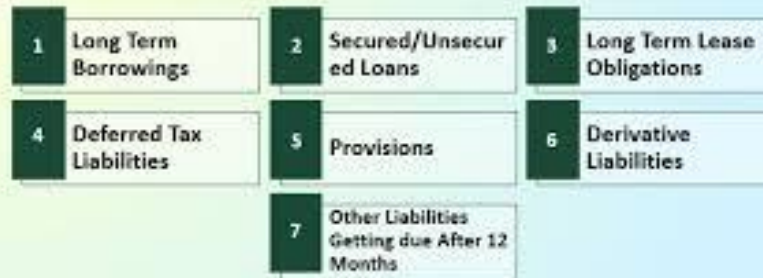 1 Long Term
Borrowings
2 Secured/Unsecur
ed Loans
3 Long Term Lease
Obligations
4 Deferred Tax
Liabilities
5 Provisions
6 Derivative
Liabilities
7 Other Liabilities
Getting due After 12
Months